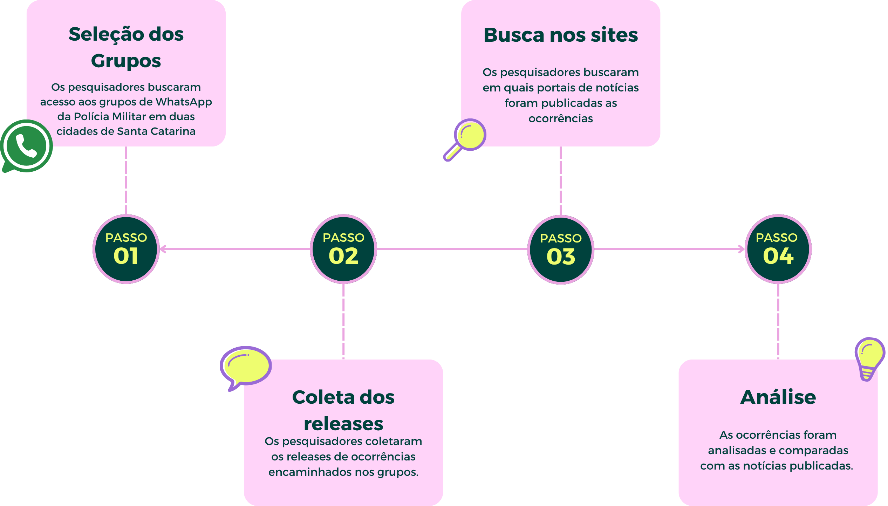 Seleção dos
Grupos
Os pesquisadores buscaram
acesso aos grupos de WhatsApp
da Polícia Militar em duas
cidades de Santa Catarina
Busca nos sites
Os pesquisadores buscaram
em quais portais de notícias
foram publicadas as
ocorrências
PASSO
01
PASSO
02
PASSO
03
PASSO
04
Coleta dos
releases
Os pesquisadores coletaram
os releases de ocorrências
encaminhados nos grupos.
Análise
As ocorrências foram
analisadas e comparadas
com as notícias publicadas.